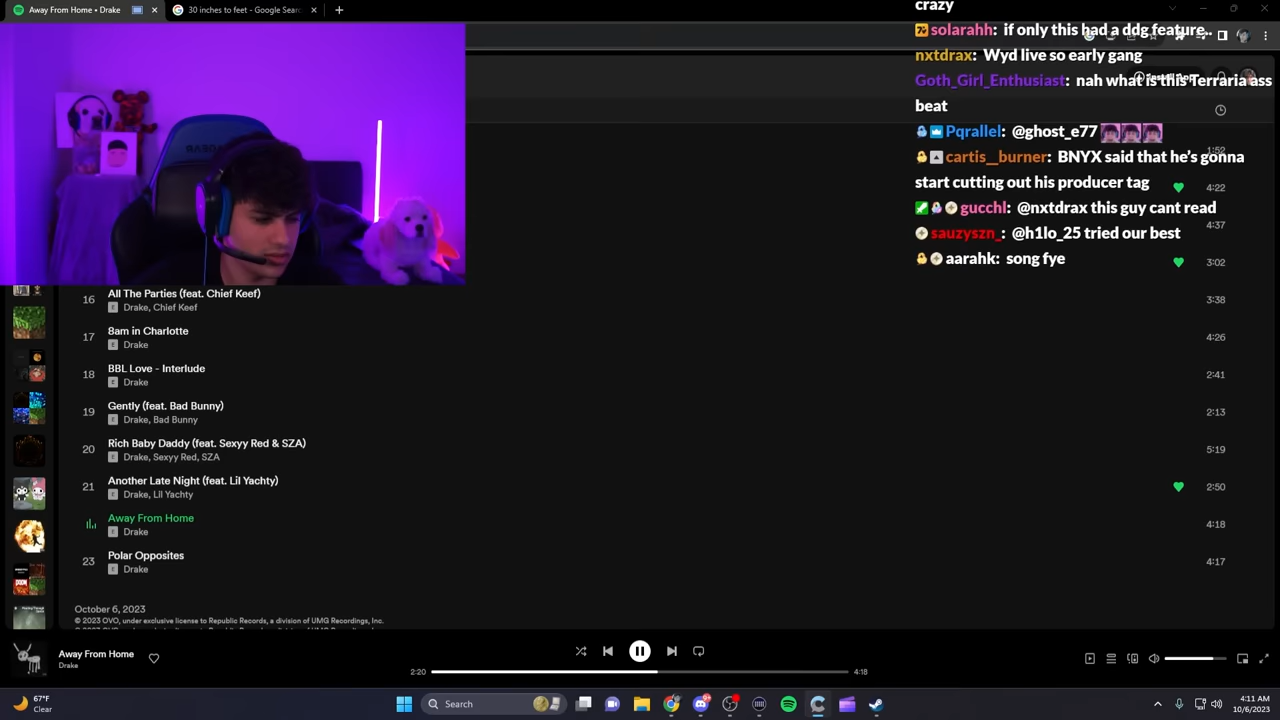 Away From Home • Drake
30 inches to feet - Google Sear
crazy
solarahh: if only this had a ddg feature..
nxtdrax: Wyd live so early gang
Goth_Girl_Enthusiast: nah what is this Terraria ass
beat
Pqrallel: @ghost_e77
1:52
cartis__burner: BNYX said that he's gonna
start cutting out his producer tag
4:22
gucchl: @nxtdrax this guy cant read
4:37
sauzyszn_: @h1lo_25 tried our best
aarahk: song fye
3:02
16 All The Parties (feat. Chief Keef) 3:38
E Drake, Chief Keef
17 8am in Charlotte 4:26
E Drake
18 BBL Love - Interlude 2:41
E Drake
19 Gently (feat. Bad Bunny) 2:13
E Drake, Bad Bunny
20 Rich Baby Daddy (feat. Sexyy Red & SZA) 5:19
E Drake, Sexyy Red, SZA
21 Another Late Night (feat. Lil Yachty) 2:50
E Drake, Lil Yachty
Away From Home 4:18
E Drake
23 Polar Opposites 4:17
E Drake
October 6, 2023
© 2023 OVO, under exclusive license to Republic Records, a division of UMG Recordings, Inc.
Away From Home
Drake
2:20 4:18
67°F
Clear
Search
4:11 AM
10/6/2023